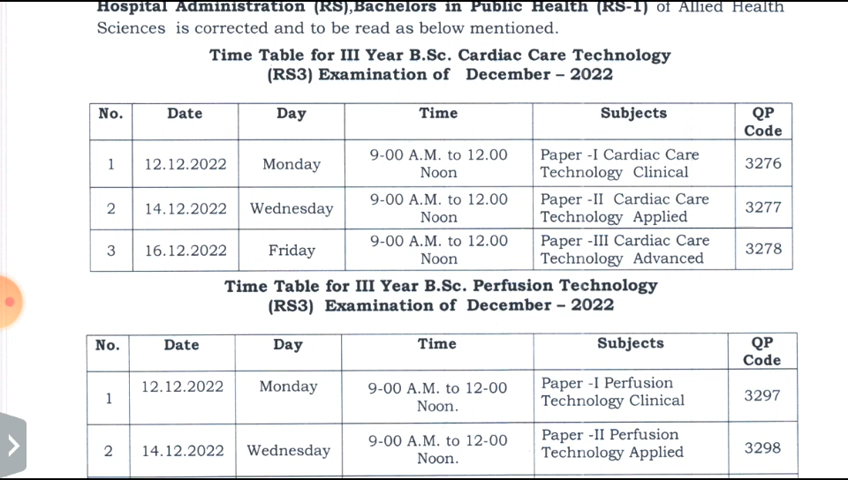 Hospital Administration (RS),Bachelors in Public Health (RS-1) of Allied Health
Sciences is corrected and to be read as below mentioned.
Time Table for III Year B.Sc. Cardiac Care Technology
(RS3) Examination of December – 2022
No. Date Day Time Subjects QP Code
1 12.12.2022 Monday 9-00 A.M. to 12.00 Noon Paper -I Cardiac Care Technology Clinical 3276
2 14.12.2022 Wednesday 9-00 A.M. to 12.00 Noon Paper -II Cardiac Care Technology Applied 3277
3 16.12.2022 Friday 9-00 A.M. to 12.00 Noon Paper -III Cardiac Care Technology Advanced 3278
Time Table for III Year B.Sc. Perfusion Technology
(RS3) Examination of December – 2022
No. Date Day Time Subjects QP Code
1 12.12.2022 Monday 9-00 A.M. to 12-00 Noon. Paper -I Perfusion Technology Clinical 3297
2 14.12.2022 Wednesday 9-00 A.M. to 12-00 Noon. Paper -II Perfusion Technology Applied 3298